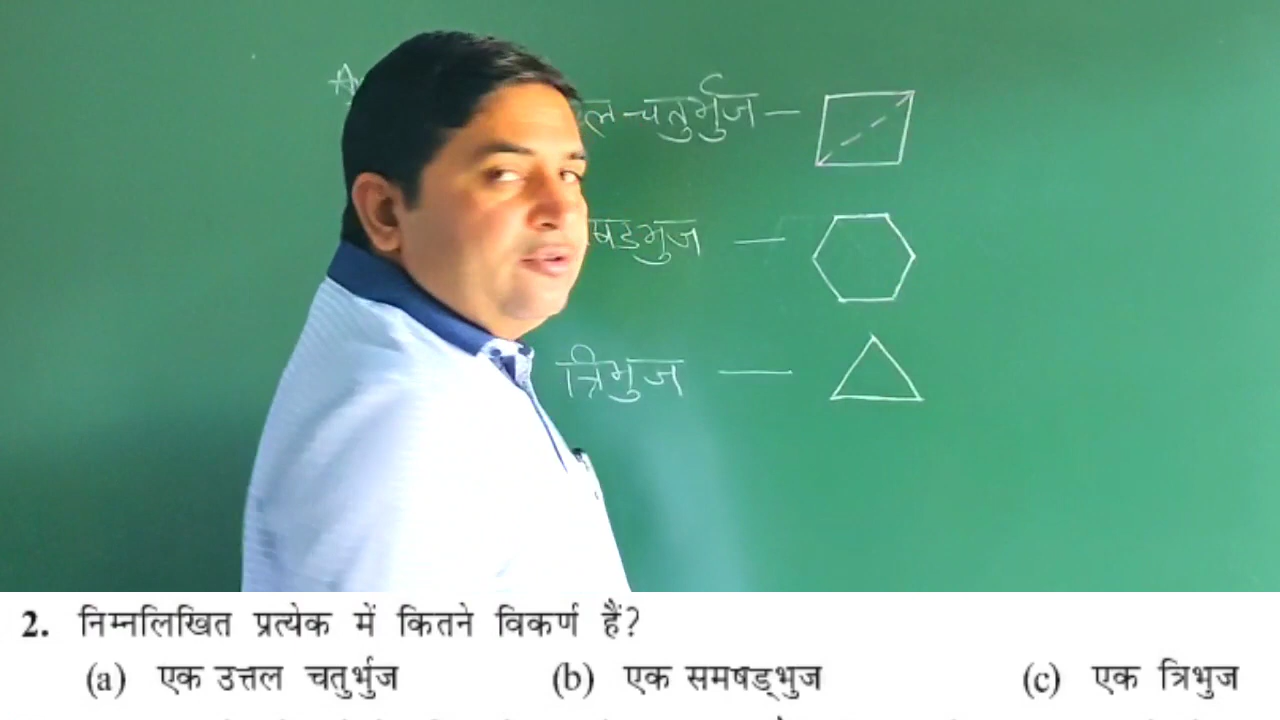 चतुर्भुज —
षडभुज —
त्रिभुज —
2. निम्नलिखित प्रत्येक में कितने विकर्ण हैं?
(a) एक उत्तल चतुर्भुज (b) एक समषड्भुज (c) एक त्रिभुज